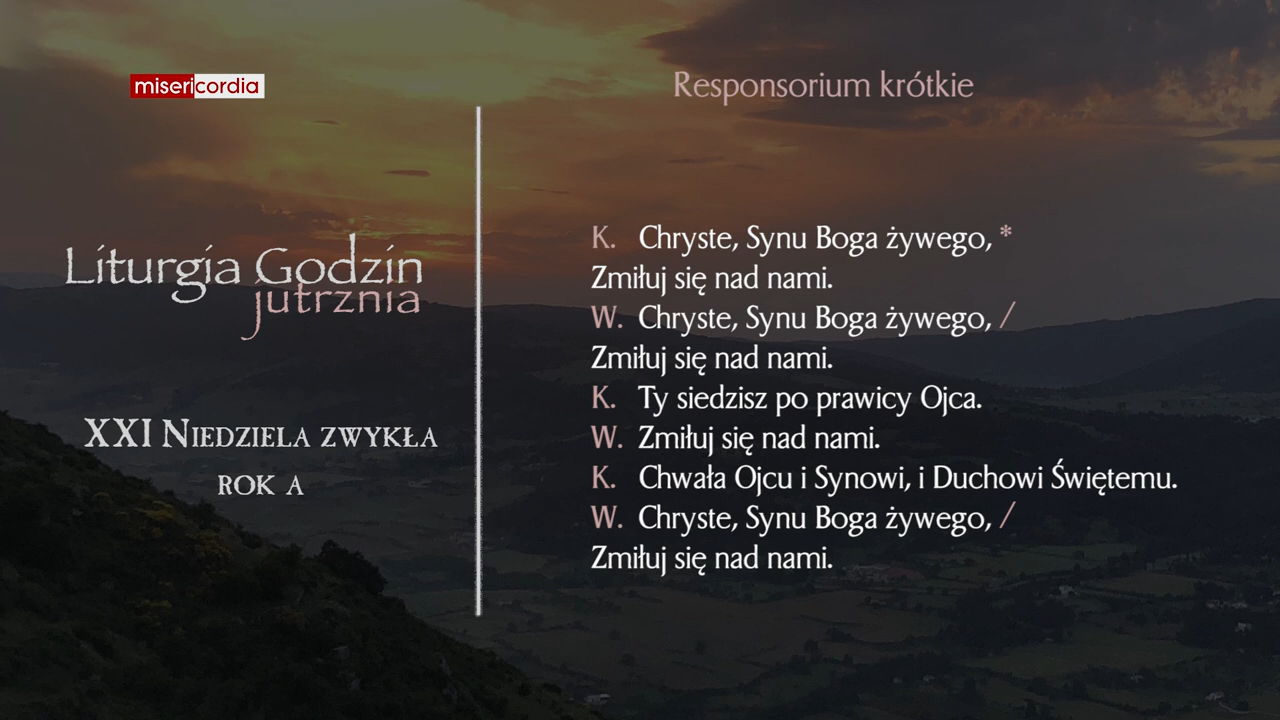 misericordia
Liturgia Godzin
jutrznia
XXI Niedziela zwykła
rok A
Responsorium krótkie
K. Chryste, Synu Boga żywego, *
Zmiłuj się nad nami.
W. Chryste, Synu Boga żywego, /
Zmiłuj się nad nami.
K. Ty siedzisz po prawicy Ojca.
W. Zmiłuj się nad nami.
K. Chwała Ojcu i Synowi, i Duchowi Świętemu.
W. Chryste, Synu Boga żywego, /
Zmiłuj się nad nami.